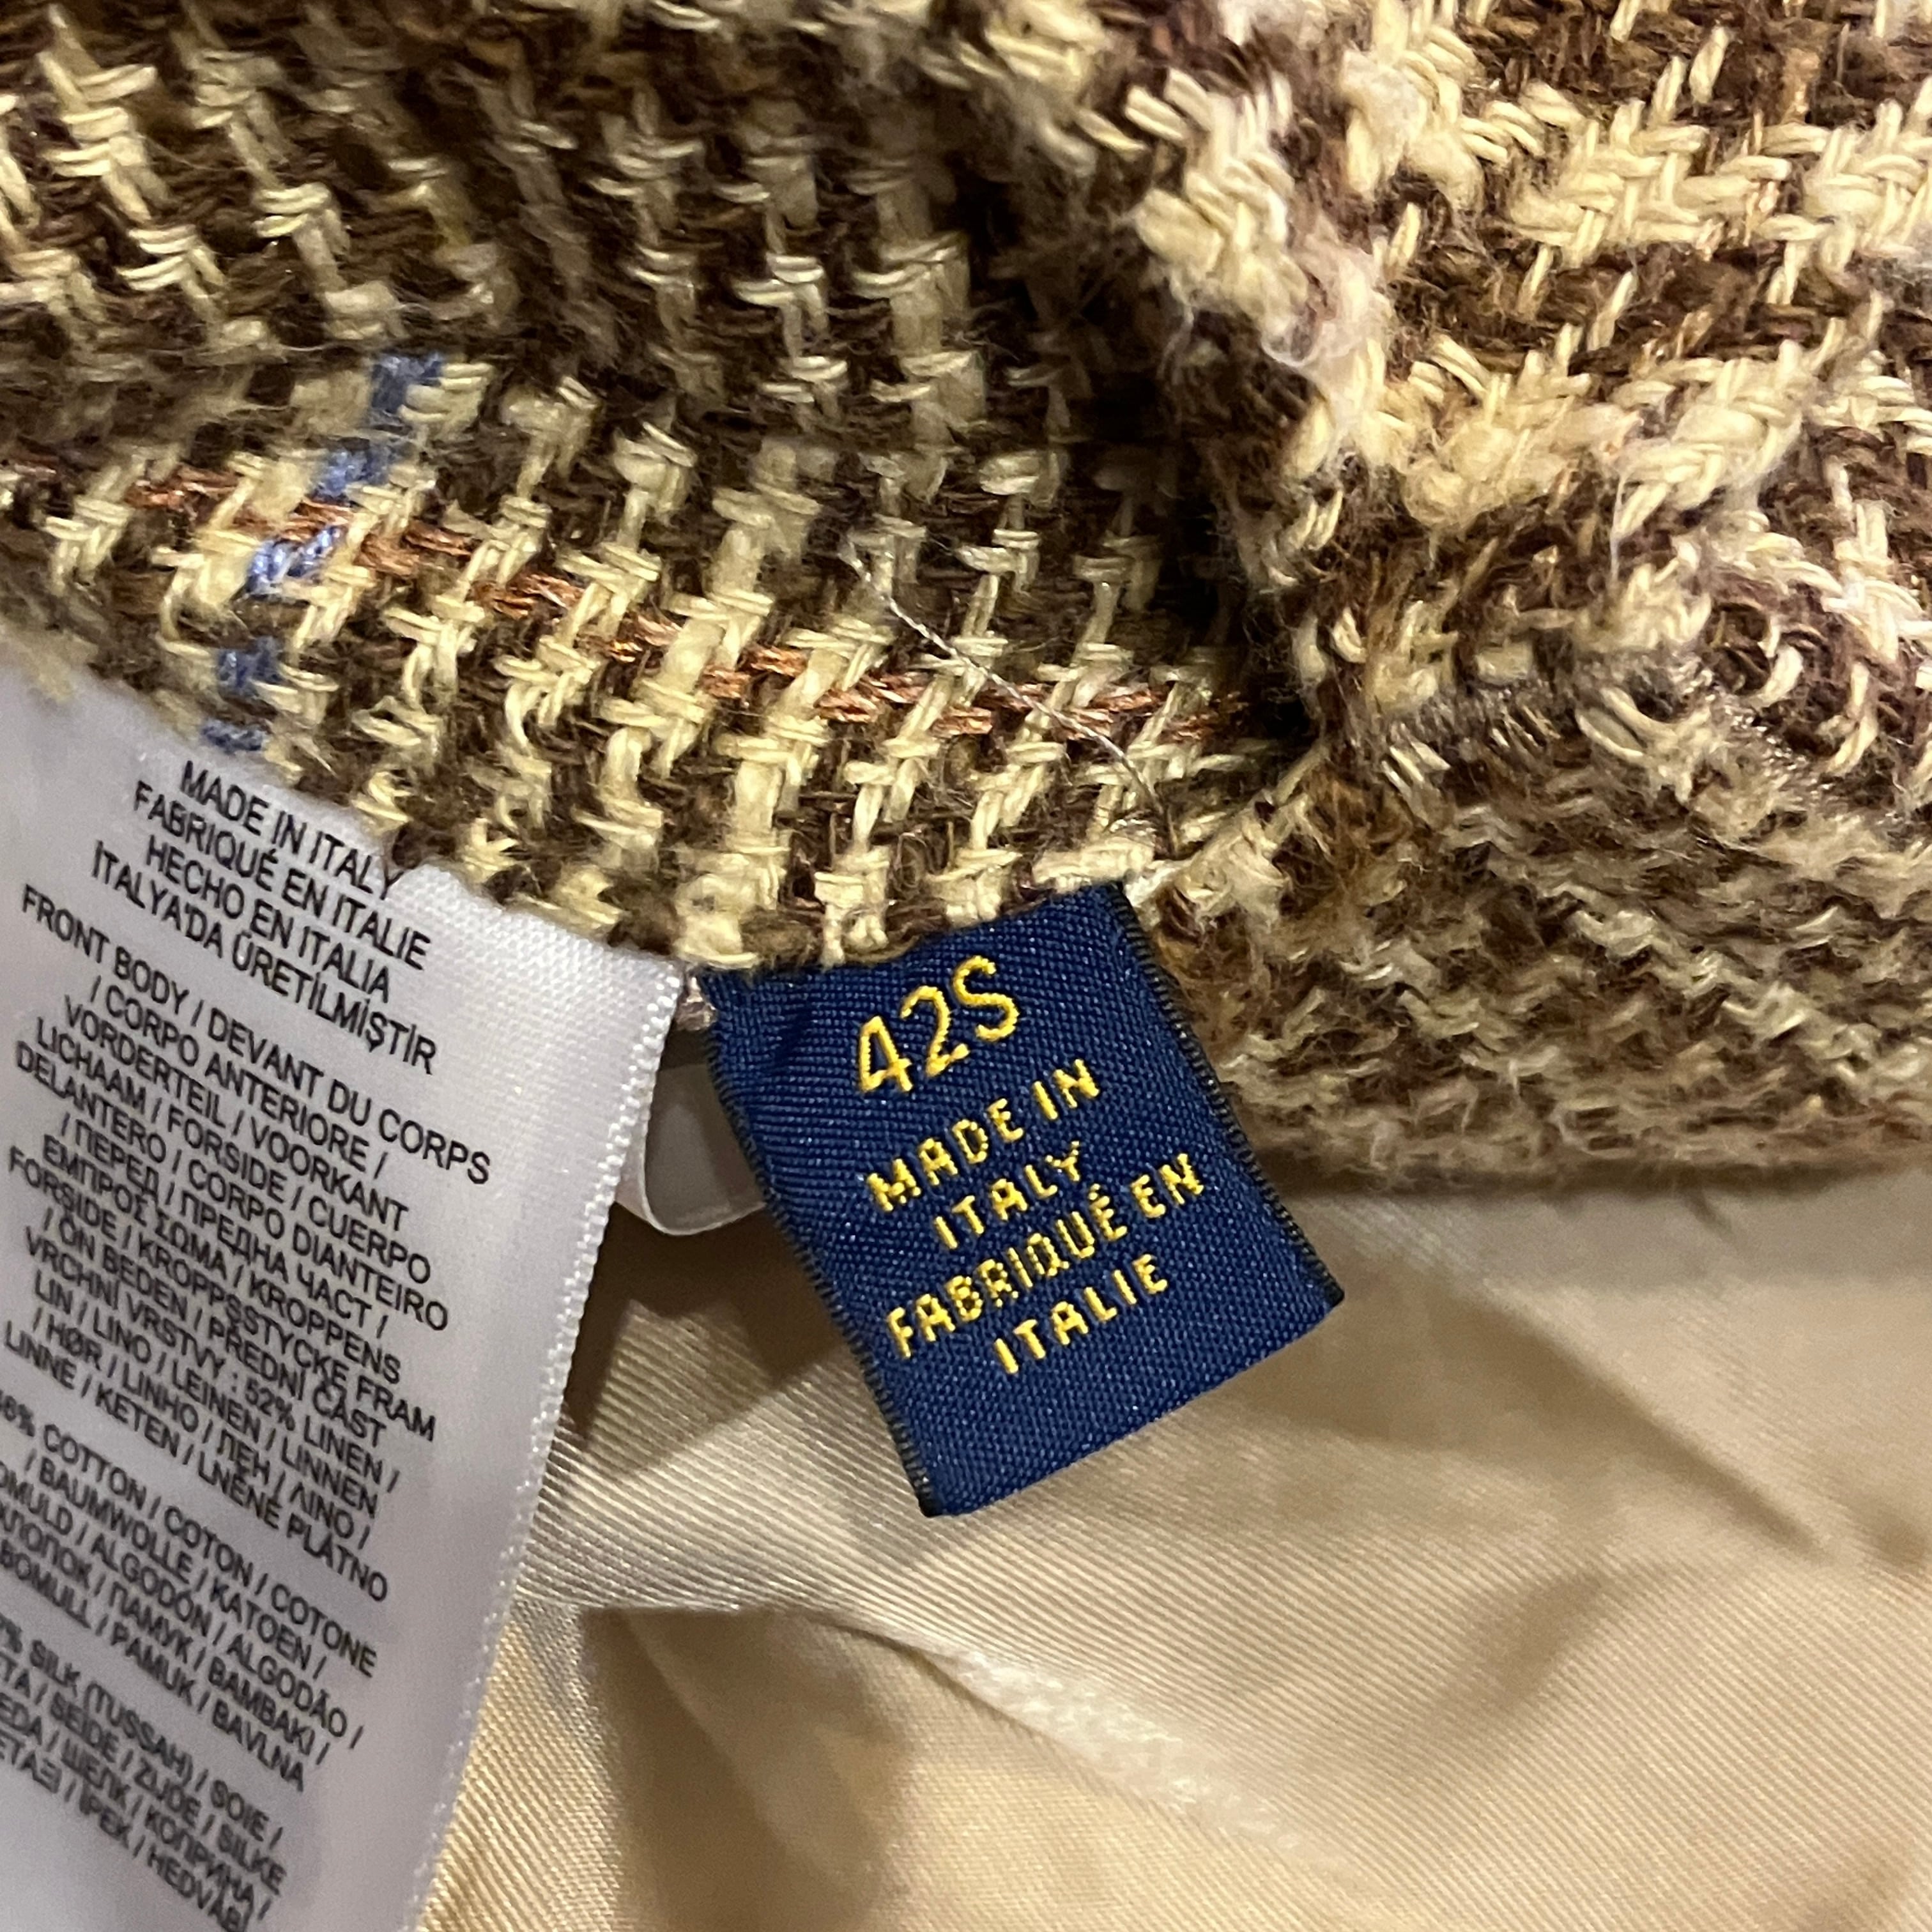 MADE IN ITALY
FABRIQUÉ EN ITALIE
HECHO EN ITALIA
İTALYA'DA ÜRETİLMİŞTİR
FRONT BODY / DEVANT DU CORPS
/ CORPO ANTERIORE /
VORDERTEIL / VOORKANT
LICHAAM / FORSIDE / CUERPO
DELANTERO / CORPO DIANTEIRO
/ ПЕРЕД / ПРЕДНА ЧАСТ /
ΕΜΠΡΟΣ ΣΩΜΑ / KROPPENS
FORSIDE / KROPPSSTYCKE FRAM
/ ÖN BEDEN / PŘEDNÍ ČÁST
VRCHNÍ VRSTVY : 52% LINEN /
LIN / LINO / LEINEN / LINNEN
/ HØR / LINHO / ЛЕН / ΛΙΝΟ /
LINNE / KETEN / LNĚNÉ PLÁTNO
COTTON / COTON / COTONE
/ BAUMWOLLE / KATOEN /
/ ALGODÓN / ALGODÃO /
/ ПАМУК / BAMBAKI /
BOMULL / PAMUK / BAVLNA
% SILK (TUSSAH) / SOIE /
/ SEIDE / ZIJDE / SILKE
/ ШЕЛК / КОПРИНА /
/ İPEK / HEDVÁBÍ
42S
MADE IN
ITALY
FABRIQUÉ EN
ITALIE